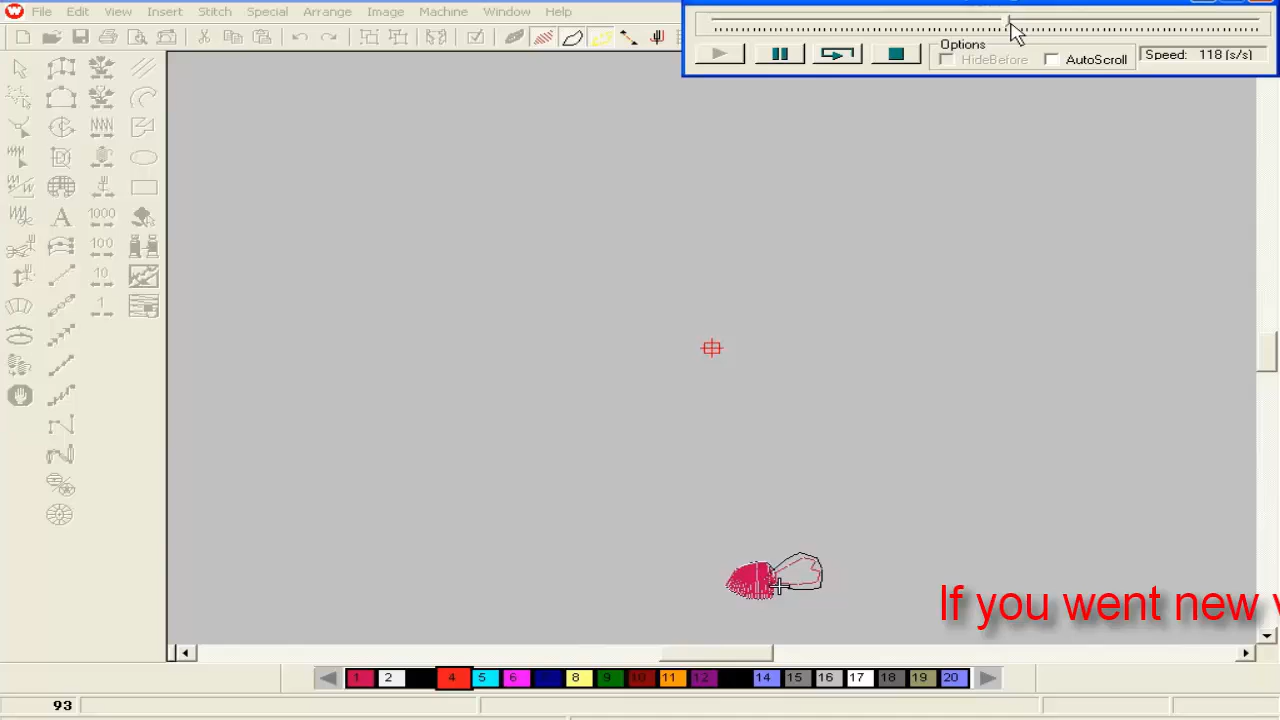 File Edit View Insert Stitch Special Arrange Image Machine Window Help
Options
HideBefore AutoScroll Speed: 118 (s/s)
A 1000
100
10
1
If you went new
1 2 4 5 6 8 9 10 11 12 14 15 16 17 18 19 20
93